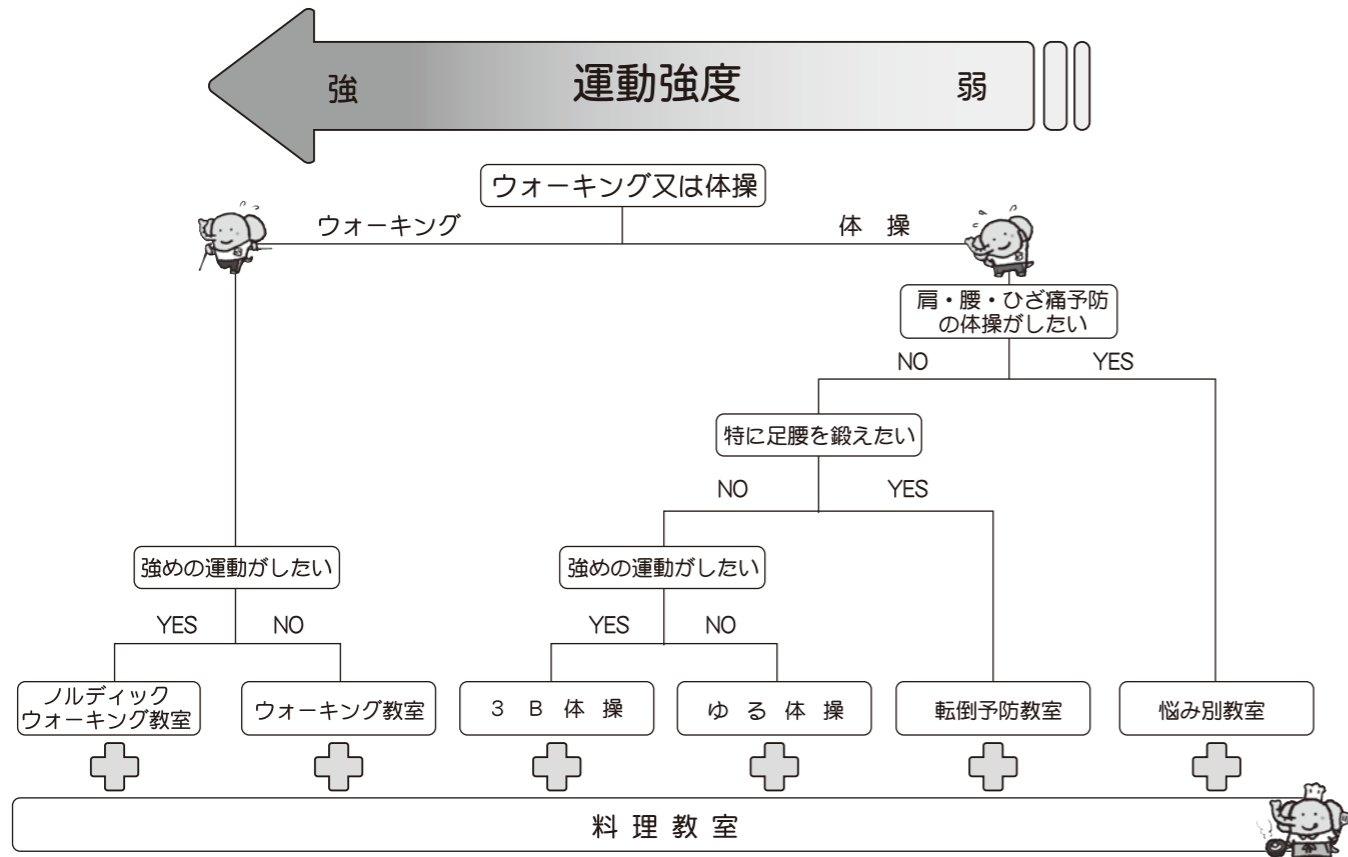 強 運動強度 弱
ウォーキング又は体操
ウォーキング 体 操
肩・腰・ひざ痛予防
の体操がしたい
NO YES
特に足腰を鍛えたい
NO YES
強めの運動がしたい 強めの運動がしたい
YES NO YES NO
ノルディック
ウォーキング教室 ウォーキング教室 3 B 体 操 ゆ る 体 操 転倒予防教室 悩み別教室
料 理 教 室